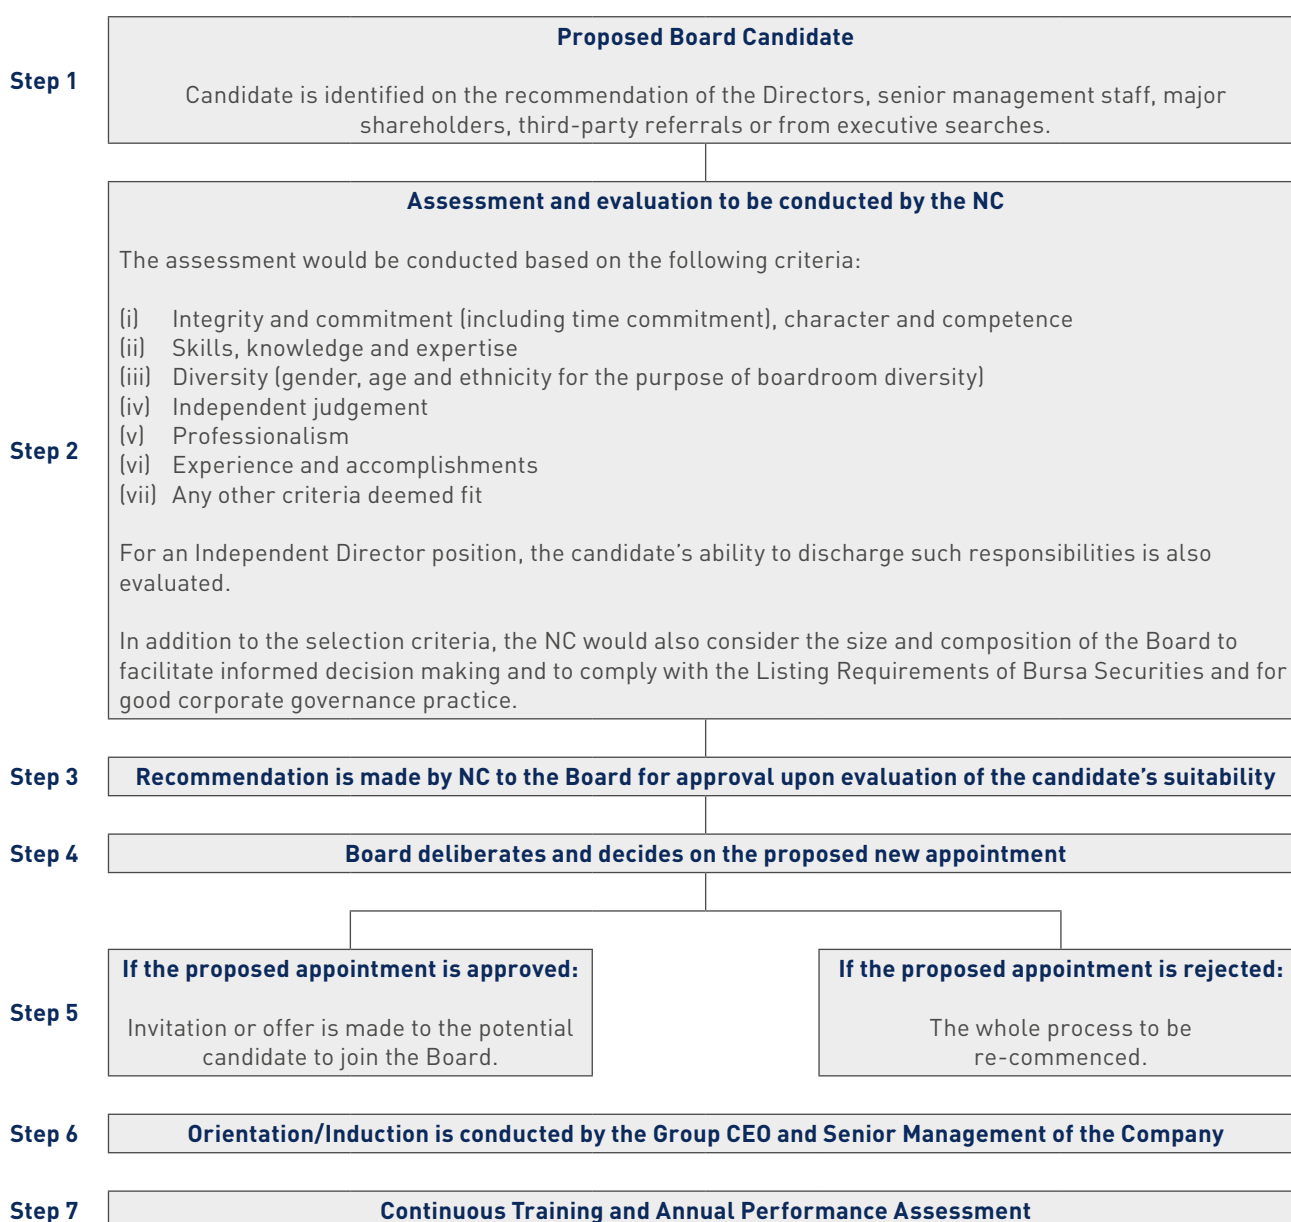 Proposed Board Candidate
Step 1
Candidate is identified on the recommendation of the Directors, senior management staff, major
shareholders, third-party referrals or from executive searches.
Assessment and evaluation to be conducted by the NC
The assessment would be conducted based on the following criteria:
(i) Integrity and commitment (including time commitment), character and competence
(ii) Skills, knowledge and expertise
(iii) Diversity (gender, age and ethnicity for the purpose of boardroom diversity)
(iv) Independent judgement
(v) Professionalism
Step 2
(vi) Experience and accomplishments
(vii) Any other criteria deemed fit
For an Independent Director position, the candidate's ability to discharge such responsibilities is also
evaluated.
In addition to the selection criteria, the NC would also consider the size and composition of the Board to
facilitate informed decision making and to comply with the Listing Requirements of Bursa Securities and for
good corporate governance practice.
Step 3 Recommendation is made by NC to the Board for approval upon evaluation of the candidate's suitability
Step 4 Board deliberates and decides on the proposed new appointment
Step 5
If the proposed appointment is approved:
Invitation or offer is made to the potential
candidate to join the Board.
If the proposed appointment is rejected:
The whole process to be
re-commenced.
Step 6 Orientation/Induction is conducted by the Group CEO and Senior Management of the Company
Step 7 Continuous Training and Annual Performance Assessment